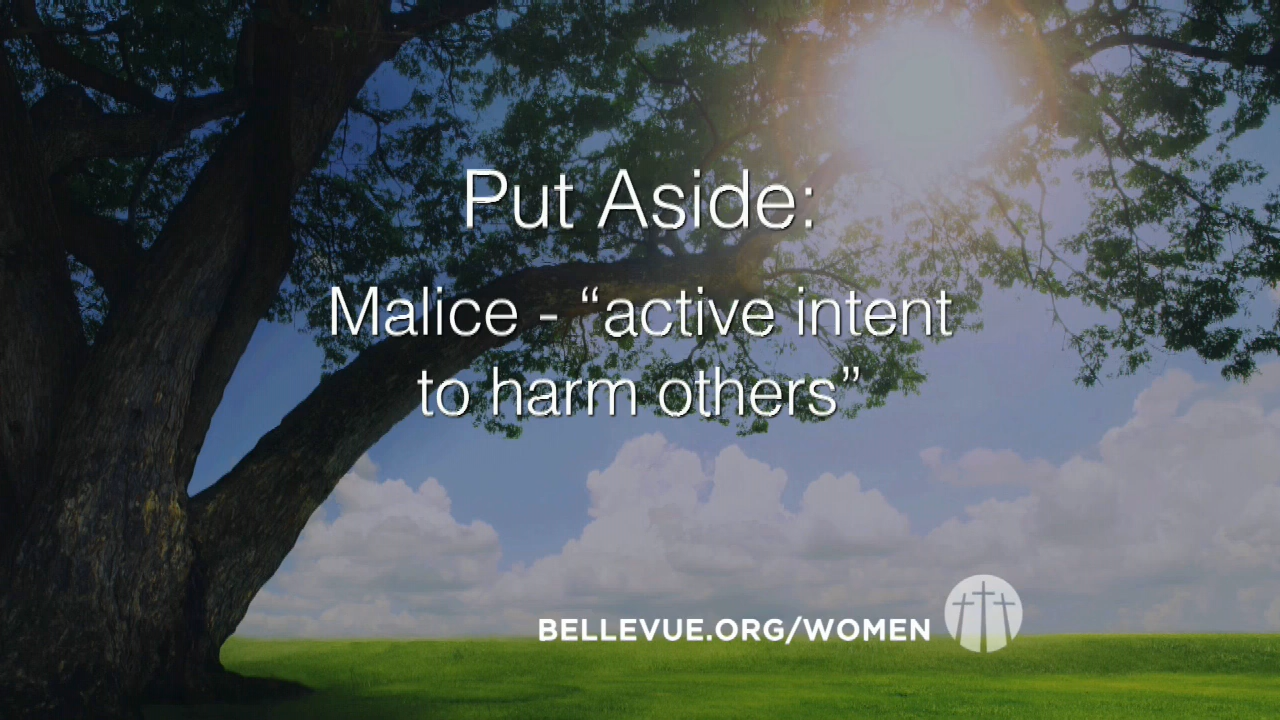 Put Aside:
Malice - “active intent
to harm others”
BELLEVUE.ORG/WOMEN